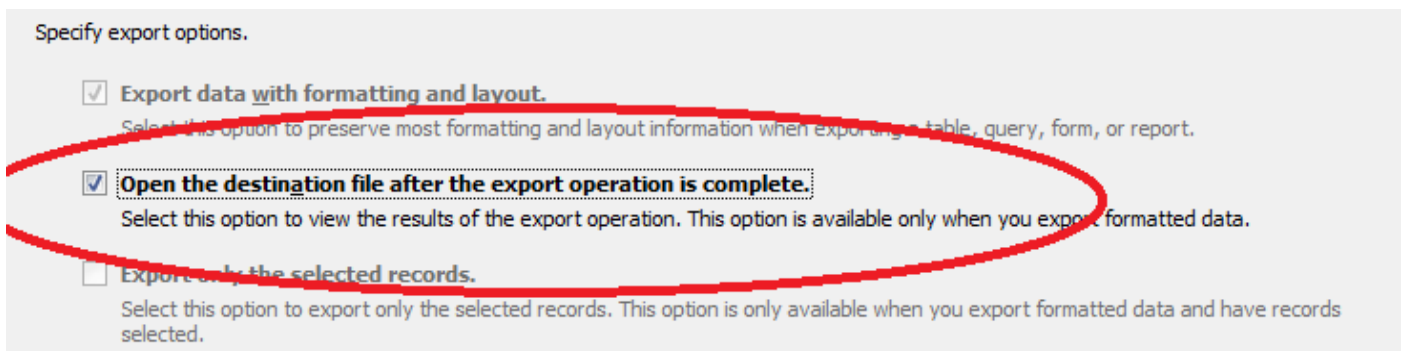 Specify export options.
Export data with formatting and layout.
Select this option to preserve most formatting and layout information when exporting a table, query, form, or report.
Open the destination file after the export operation is complete.
Select this option to view the results of the export operation. This option is available only when you export formatted data.
Export only the selected records.
Select this option to export only the selected records. This option is only available when you export formatted data and have records
selected.